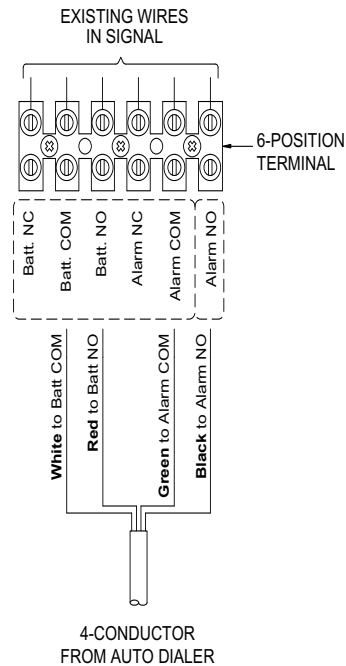 EXISTING WIRES
IN SIGNAL
6-POSITION
TERMINAL
Batt. NC
Batt. COM
Batt. NO
Alarm NC
Alarm COM
Alarm NO
White to Batt COM
Red to Batt NO
Green to Alarm COM
Black to Alarm NO
4-CONDUCTOR
FROM AUTO DIALER